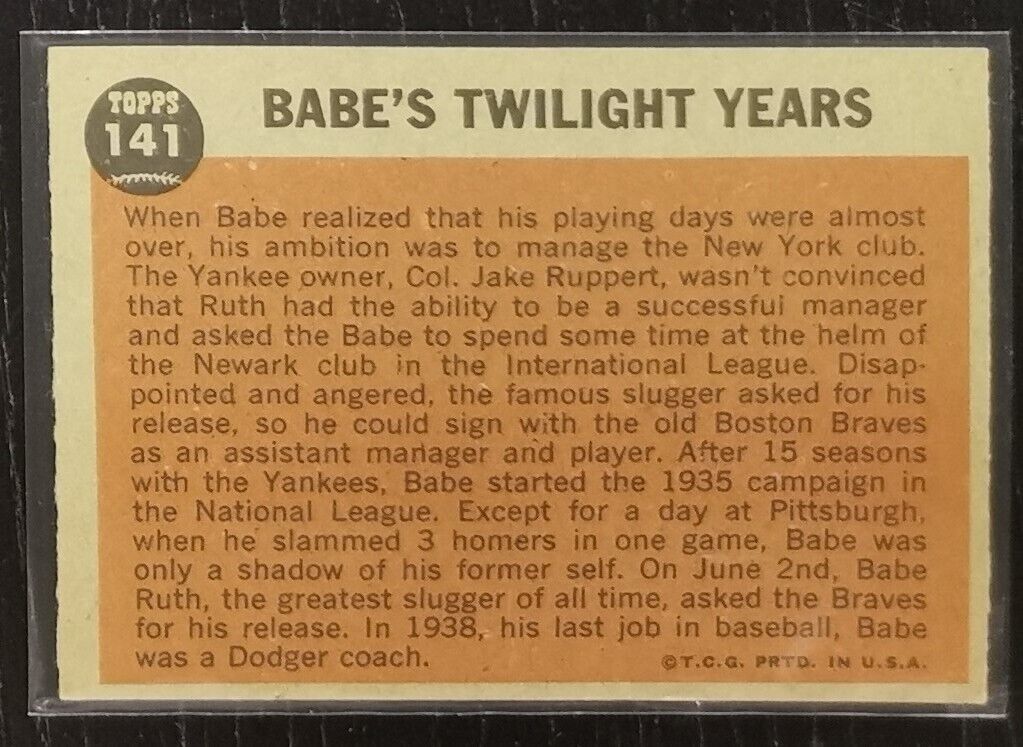 TOPPS
141
BABE'S TWILIGHT YEARS
When Babe realized that his playing days were almost
over, his ambition was to manage the New York club.
The Yankee owner, Col. Jake Ruppert, wasn't convinced
that Ruth had the ability to be a successful manager
and asked the Babe to spend some time at the helm of
the Newark club in the International League. Disap-
pointed and angered, the famous slugger asked for his
release, so he could sign with the old Boston Braves
as an assistant manager and player. After 15 seasons
with the Yankees, Babe started the 1935 campaign in
the National League. Except for a day at Pittsburgh,
when he slammed 3 homers in one game, Babe was
only a shadow of his former self. On June 2nd, Babe
Ruth, the greatest slugger of all time, asked the Braves
for his release. In 1938, his last job in baseball, Babe
was a Dodger coach.
©T.C.G. PRTD. IN U.S.A.